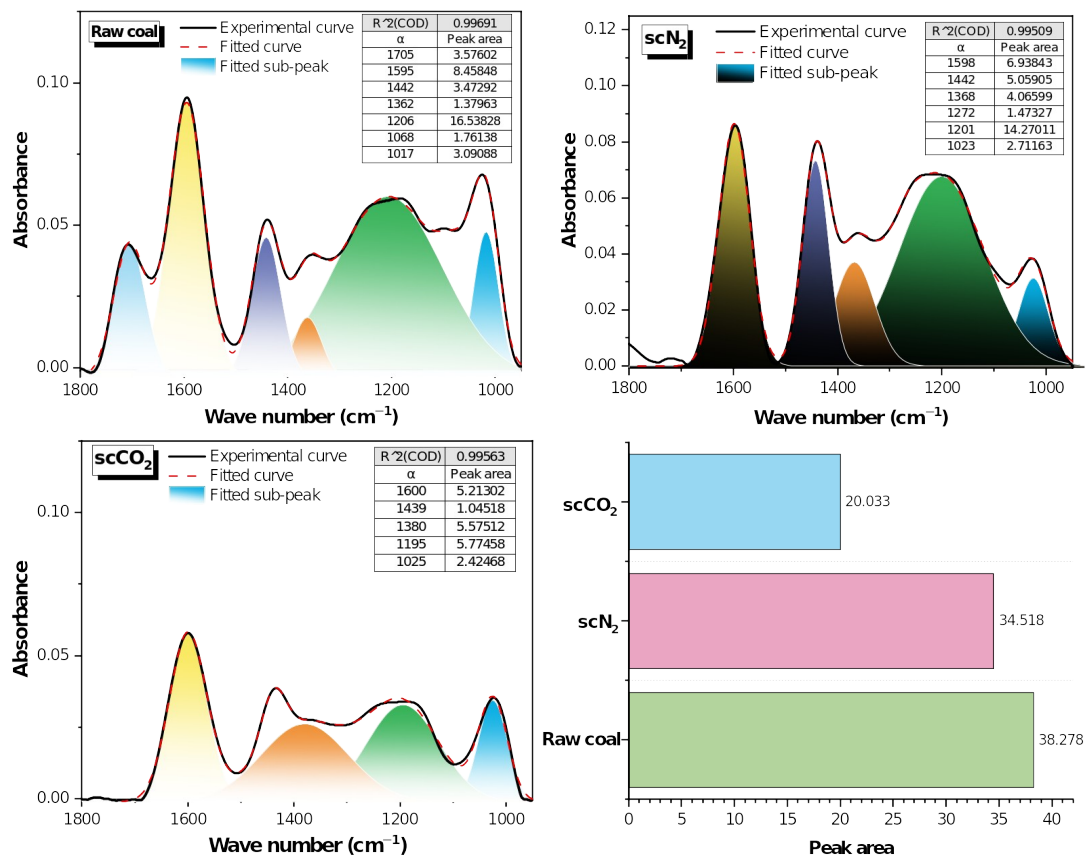 Raw coal
Experimental curve
Fitted curve
Fitted sub-peak
R^2(COD) 0.99691
α Peak area
1705 3.57602
1595 8.45848
1442 3.47292
1362 1.37963
1206 16.53828
1068 1.76138
1017 3.09088
0.10
0.05
0.00
Absorbance
1800 1600 1400 1200 1000
Wave number (cm⁻¹)
scN₂
Experimental curve
Fitted curve
Fitted sub-peak
R^2(COD) 0.99509
α Peak area
1598 6.93843
1442 5.05905
1368 4.06599
1272 1.47327
1201 14.27011
1023 2.71163
0.12
0.10
0.08
0.06
0.04
0.02
0.00
Absorbance
1800 1600 1400 1200 1000
Wave number (cm⁻¹)
scCO₂
Experimental curve
Fitted curve
Fitted sub-peak
R^2(COD) 0.99563
α Peak area
1600 5.21302
1439 1.04518
1380 5.57512
1195 5.77458
1025 2.42468
0.10
0.05
0.00
Absorbance
1800 1600 1400 1200 1000
Wave number (cm⁻¹)
scCO₂ 20.033
scN₂ 34.518
Raw coal 38.278
0 5 10 15 20 25 30 35 40
Peak area